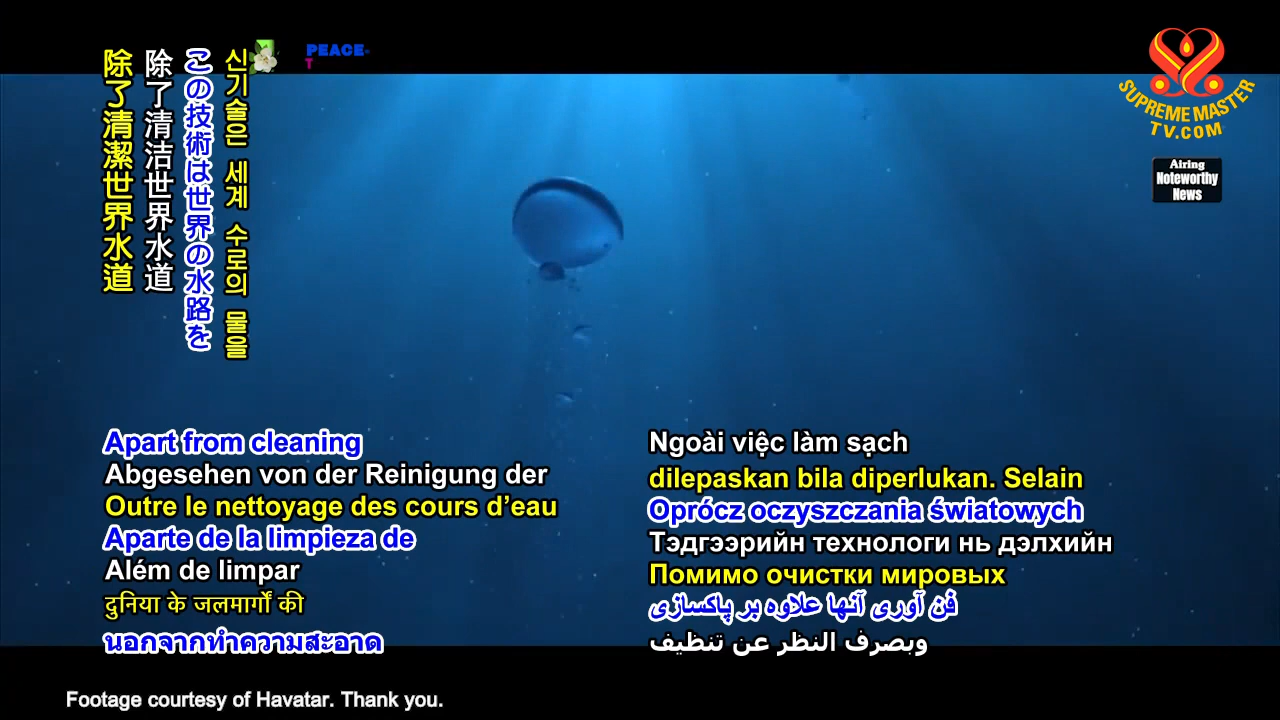 PEACE-
T
SUPREME MASTER
TV.COM
Airing
Noteworthy
News
除了清潔世界水道
除了清洁世界水道
この技術は世界の水路を
신기술은 세계 수로의 물을
Apart from cleaning
Abgesehen von der Reinigung der
Outre le nettoyage des cours d’eau
Aparte de la limpieza de
Além de limpar
दुनिया के जलमार्गों की
นอกจากทำความสะอาด
Ngoài việc làm sạch
dilepaskan bila diperlukan. Selain
Oprócz oczyszczania światowych
Тэдгээрийн технологи нь дэлхийн
Помимо очистки мировых
فن آوری آنها علاوه بر پاکسازی
وبصرف النظر عن تنظيف
Footage courtesy of Havatar. Thank you.